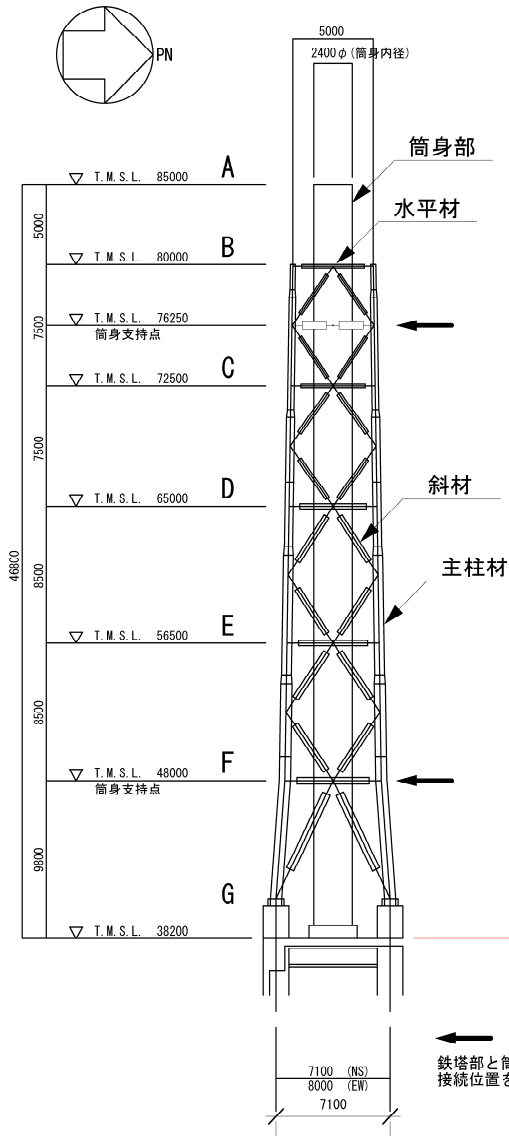 PN
5000
2400φ(筒身内径)
筒身部
A
T.M.S.L. 85000
水平材
5000
B
T.M.S.L. 80000
7500
T.M.S.L. 76250
筒身支持点
C
T.M.S.L. 72500
7500
D
T.M.S.L. 65000
斜材
46800
8500
主柱材
E
T.M.S.L. 56500
8500
F
T.M.S.L. 48000
筒身支持点
9800
G
T.M.S.L. 38200
鉄塔部と筒
接続位置を
7100 (NS)
8000 (EW)
7100